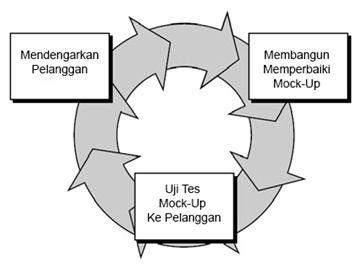 Mendengarkan
Pelanggan
Membangun
Memperbaiki
Mock-Up
Uji Tes
Mock-Up
Ke Pelanggan